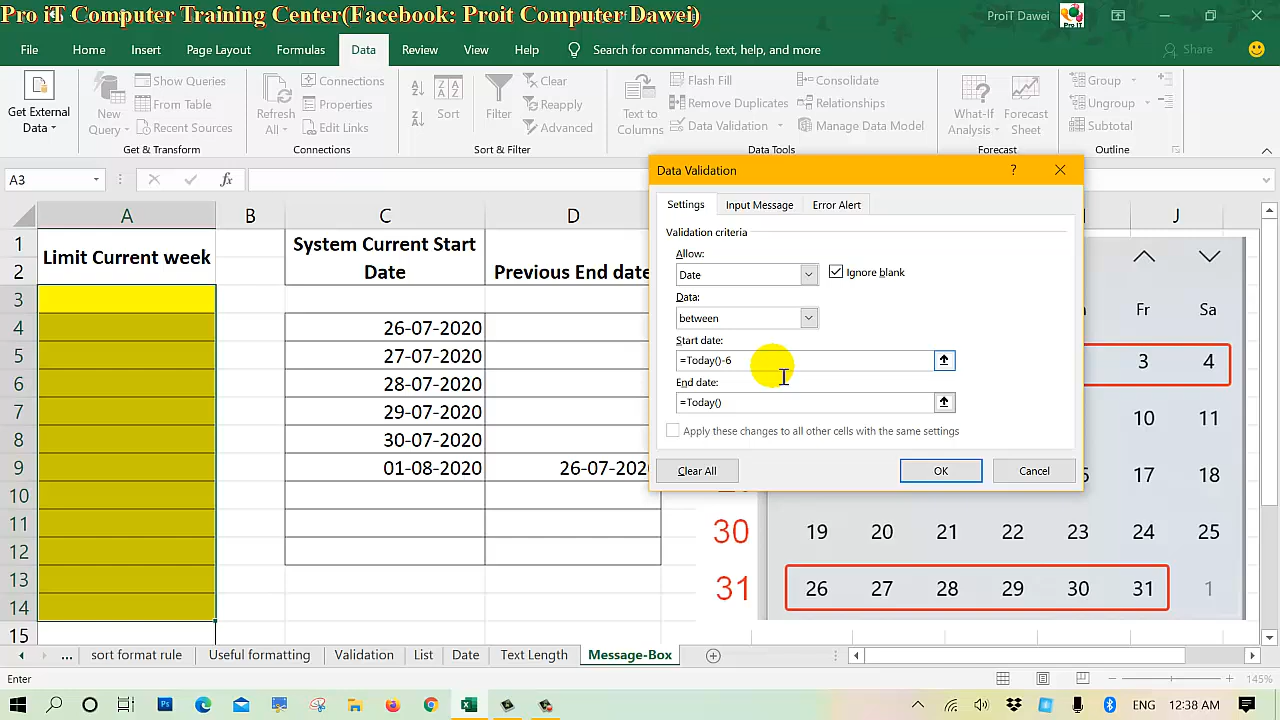 Pro iT Computer Training Center(Facebook: Proit Computer Dawei)
ProiT Dawei
Pro IT
File Home Insert Page Layout Formulas Data Review View Help Search for commands, text, help, and more Share
Get External Data
New Query
Show Queries
From Table
Recent Sources
Refresh All
Connections
Properties
Edit Links
Sort
Filter
Clear
Reapply
Advanced
Text to Columns
Flash Fill
Remove Duplicates
Data Validation
Consolidate
Relationships
Manage Data Model
What-If Analysis
Forecast Sheet
Group
Ungroup
Subtotal
Get & Transform Connections Sort & Filter Data Tools Forecast Outline
A3
fx
Data Validation ?
Settings Input Message Error Alert
Validation criteria
Allow:
Date
Ignore blank
Data:
between
Start date:
=Today()-6
End date:
=Today()
Apply these changes to all other cells with the same settings
Clear All OK Cancel
A B C D J
1
2
3
4
5
6
7
8
9
10
11
12
13
14
15
Limit Current week
System Current Start
Date
Previous End date
26-07-2020
27-07-2020
28-07-2020
29-07-2020
30-07-2020
01-08-2020 26-07-202
Fr Sa
3 4
10 11
17 18
30 19 20 21 22 23 24 25
31 26 27 28 29 30 31 1
... sort format rule Useful formatting Validation List Date Text Length Message-Box
Enter
145%
ENG 12:38 AM